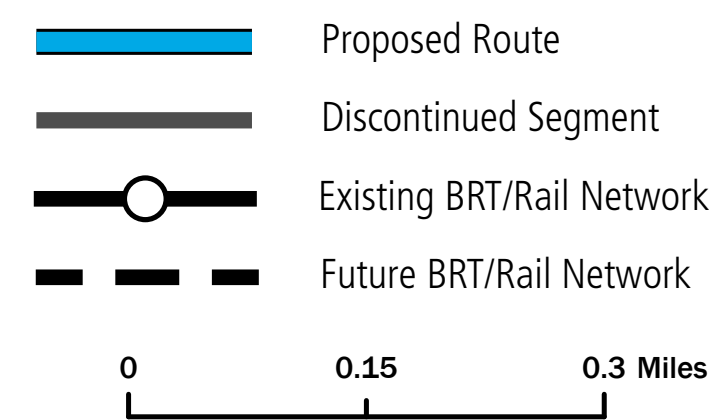 Proposed Route
Discontinued Segment
Existing BRT/Rail Network
Future BRT/Rail Network
0 0.15 0.3 Miles